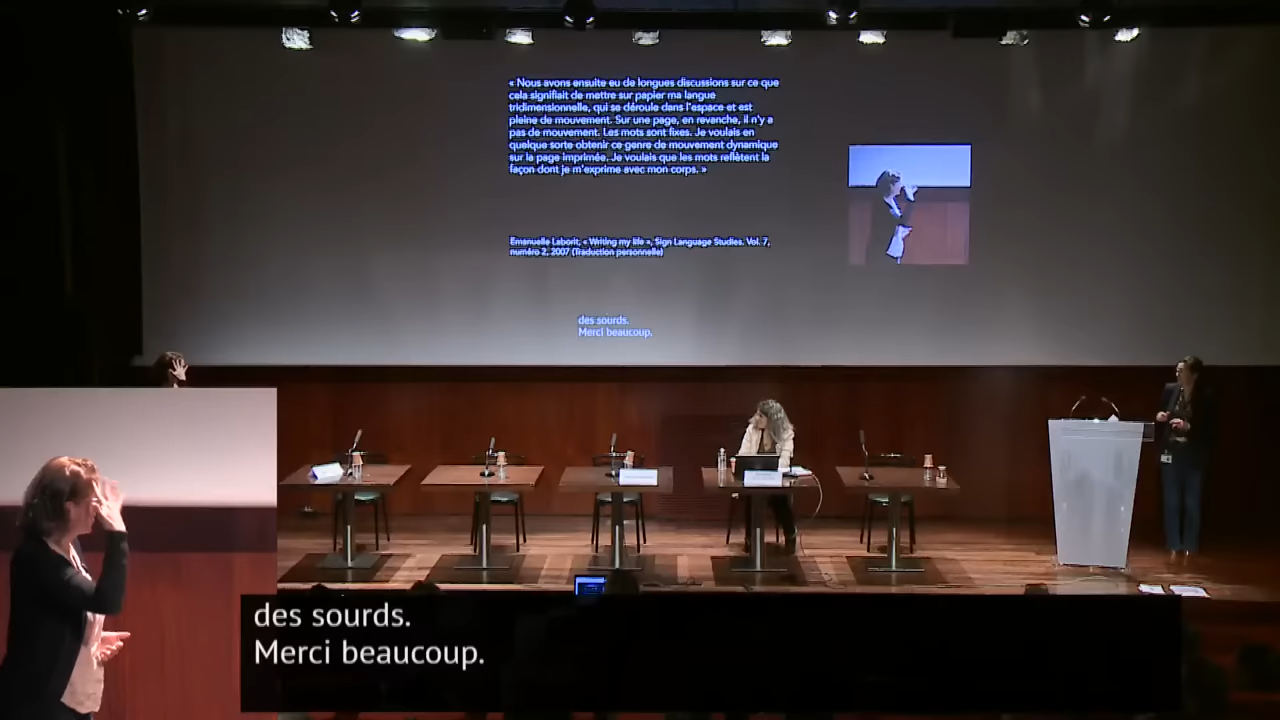 « Nous avons ensuite eu de longues discussions sur ce que
cela signifiait de mettre sur papier ma langue
tridimensionnelle, qui se déroule dans l'espace et est
pleine de mouvement. Sur une page, en revanche, il n'y a
pas de mouvement. Les mots sont fixes. Je voulais en
quelque sorte obtenir ce genre de mouvement dynamique
sur la page imprimée. Je voulais que les mots reflètent la
façon dont je m'exprime avec mon corps. »
Emanuelle Laborit, « Writing my life », Sign Language Studies. Vol. 7,
numéro 2, 2007 (Traduction personnelle)
des sourds.
Merci beaucoup.
des sourds.
Merci beaucoup.